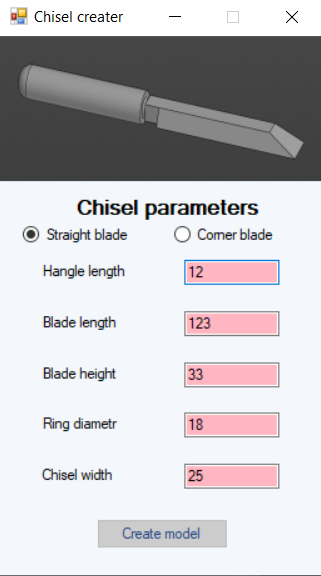 Chisel creater
Chisel parameters
Straight blade Corner blade
Hangle length 12
Blade length 123
Blade height 33
Ring diametr 18
Chisel width 25
Create model